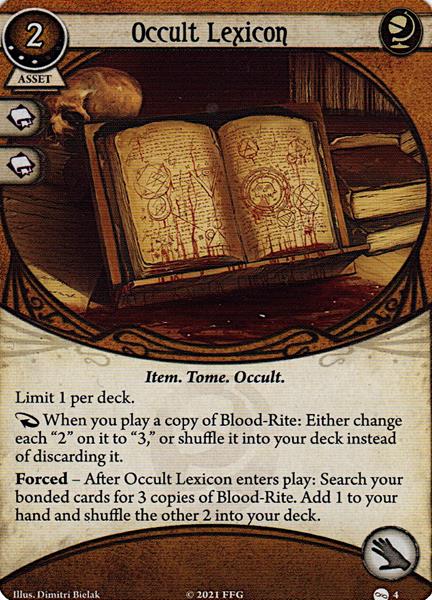 2
Occult Lexicon
ASSET
Item. Tome. Occult.
Limit 1 per deck.
When you play a copy of Blood-Rite: Either change
each “2” on it to “3,” or shuffle it into your deck instead
of discarding it.
Forced – After Occult Lexicon enters play: Search your
bonded cards for 3 copies of Blood-Rite. Add 1 to your
hand and shuffle the other 2 into your deck.
Illus. Dimitri Bielak
© 2021 FFG
4